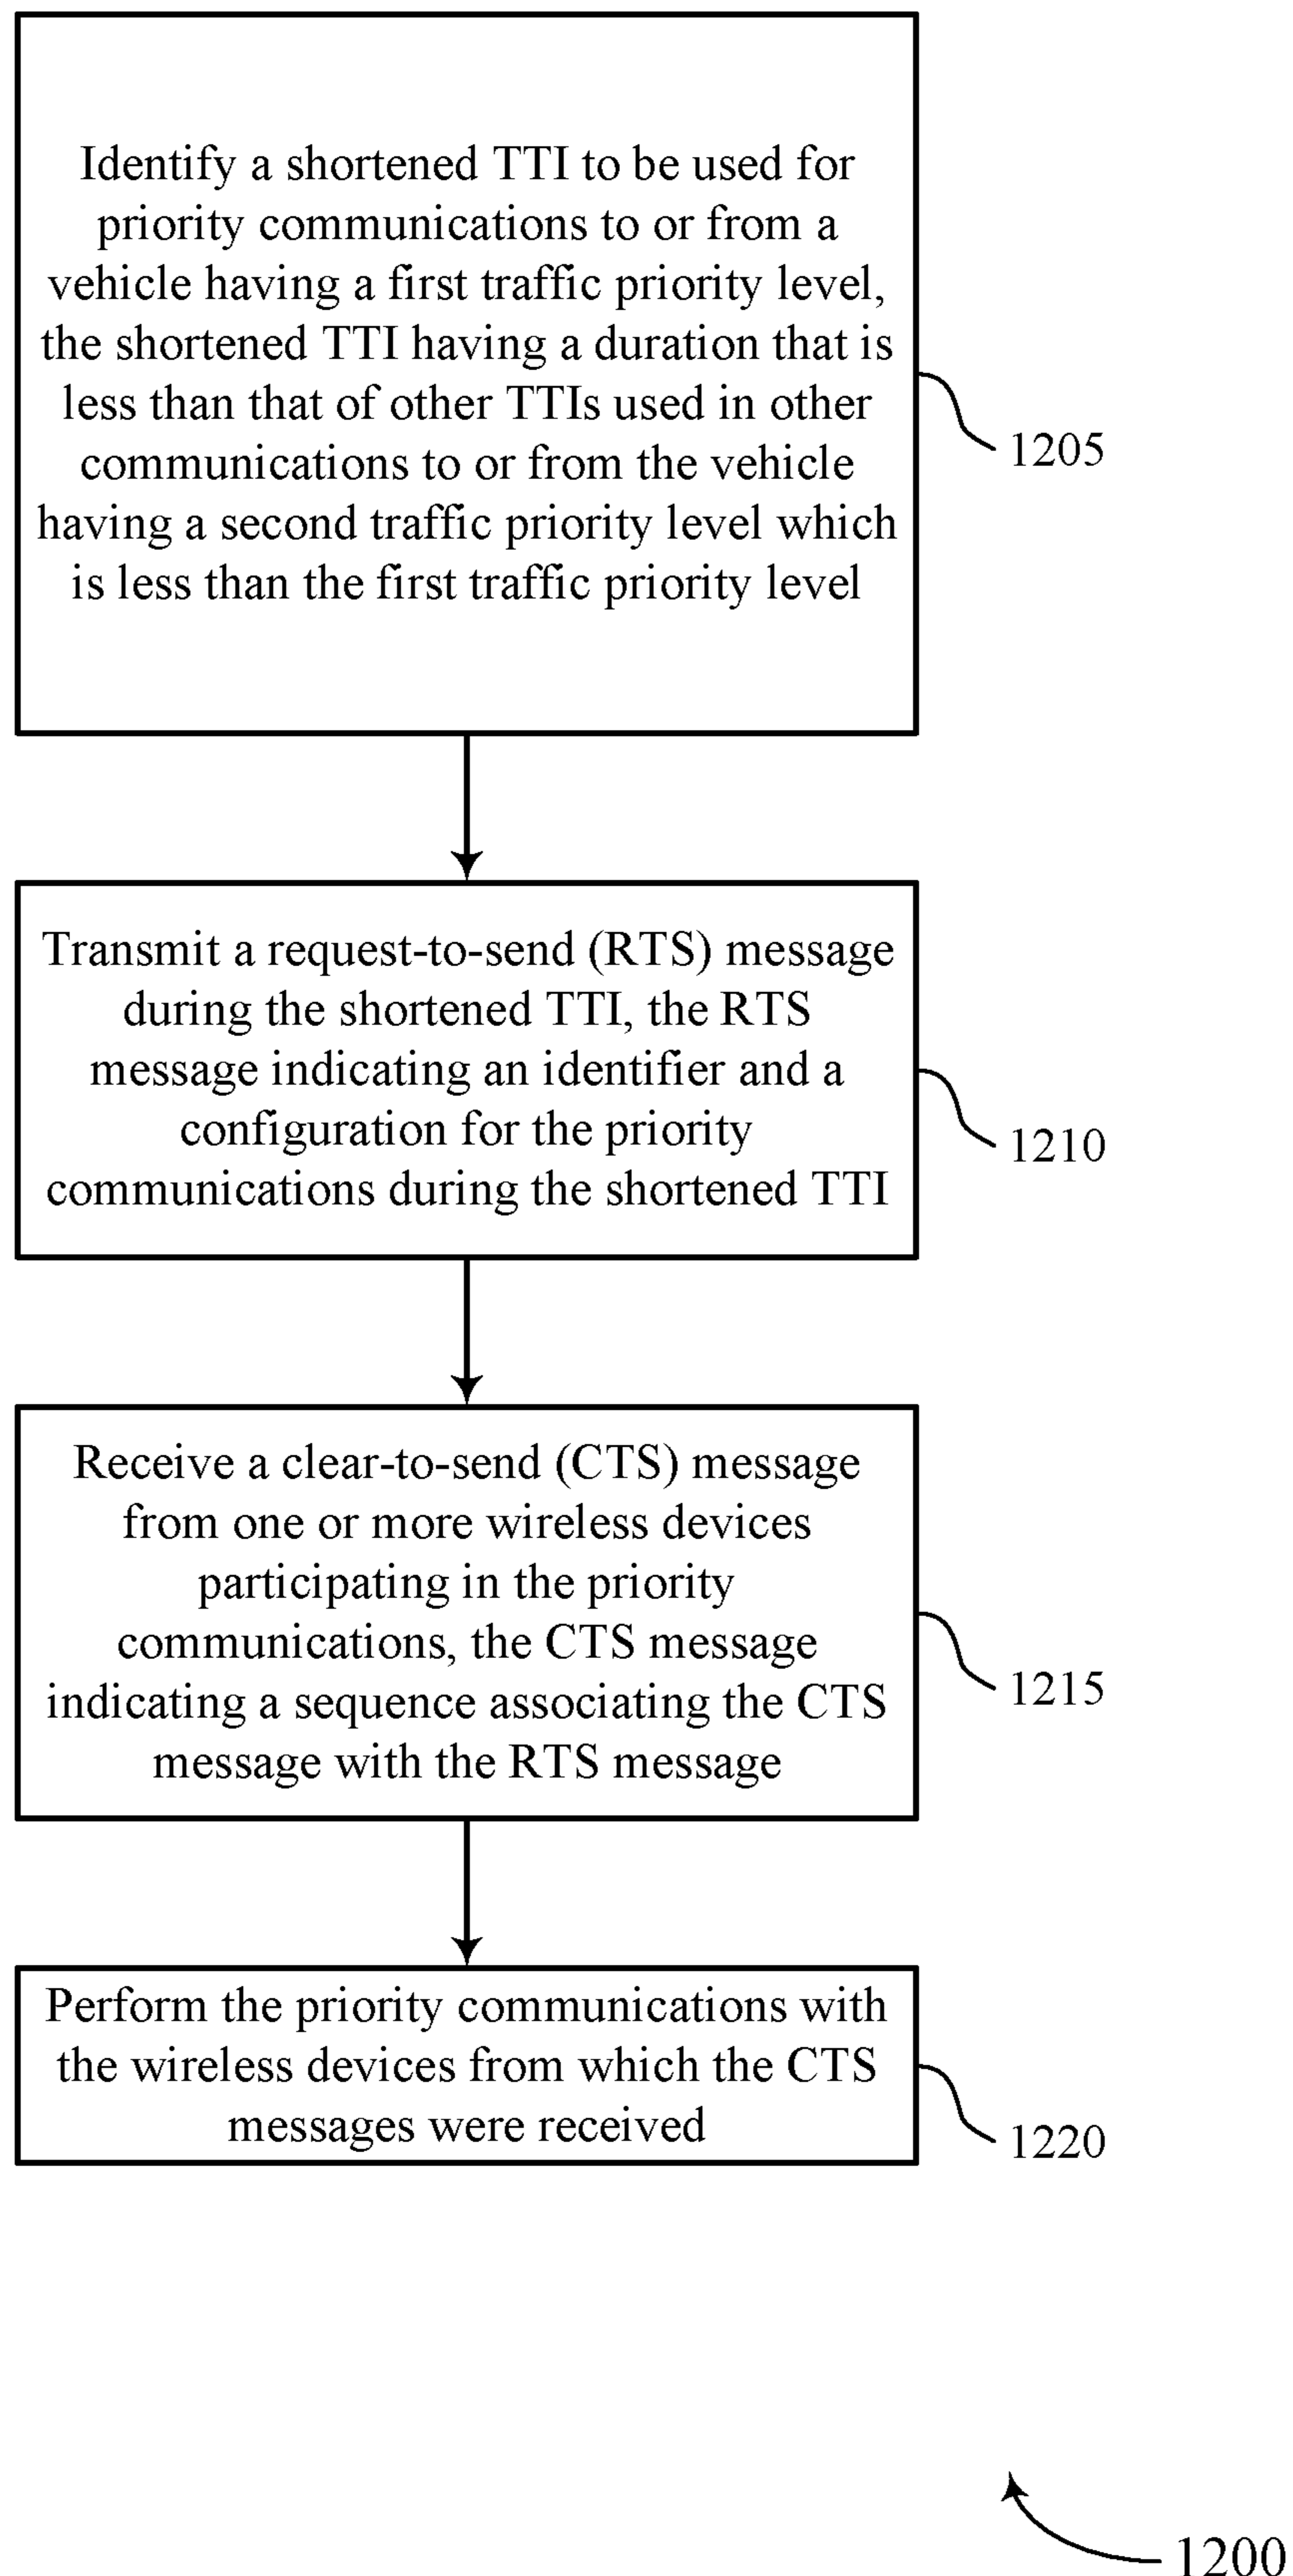 Identify a shortened TTI to be used for
priority communications to or from a
vehicle having a first traffic priority level,
the shortened TTI having a duration that is
less than that of other TTIs used in other
communications to or from the vehicle
having a second traffic priority level which
is less than the first traffic priority level
1205
Transmit a request-to-send (RTS) message
during the shortened TTI, the RTS
message indicating an identifier and a
configuration for the priority
communications during the shortened TTI
1210
Receive a clear-to-send (CTS) message
from one or more wireless devices
participating in the priority
communications, the CTS message
indicating a sequence associating the CTS
message with the RTS message
1215
Perform the priority communications with
the wireless devices from which the CTS
messages were received
1220
1200